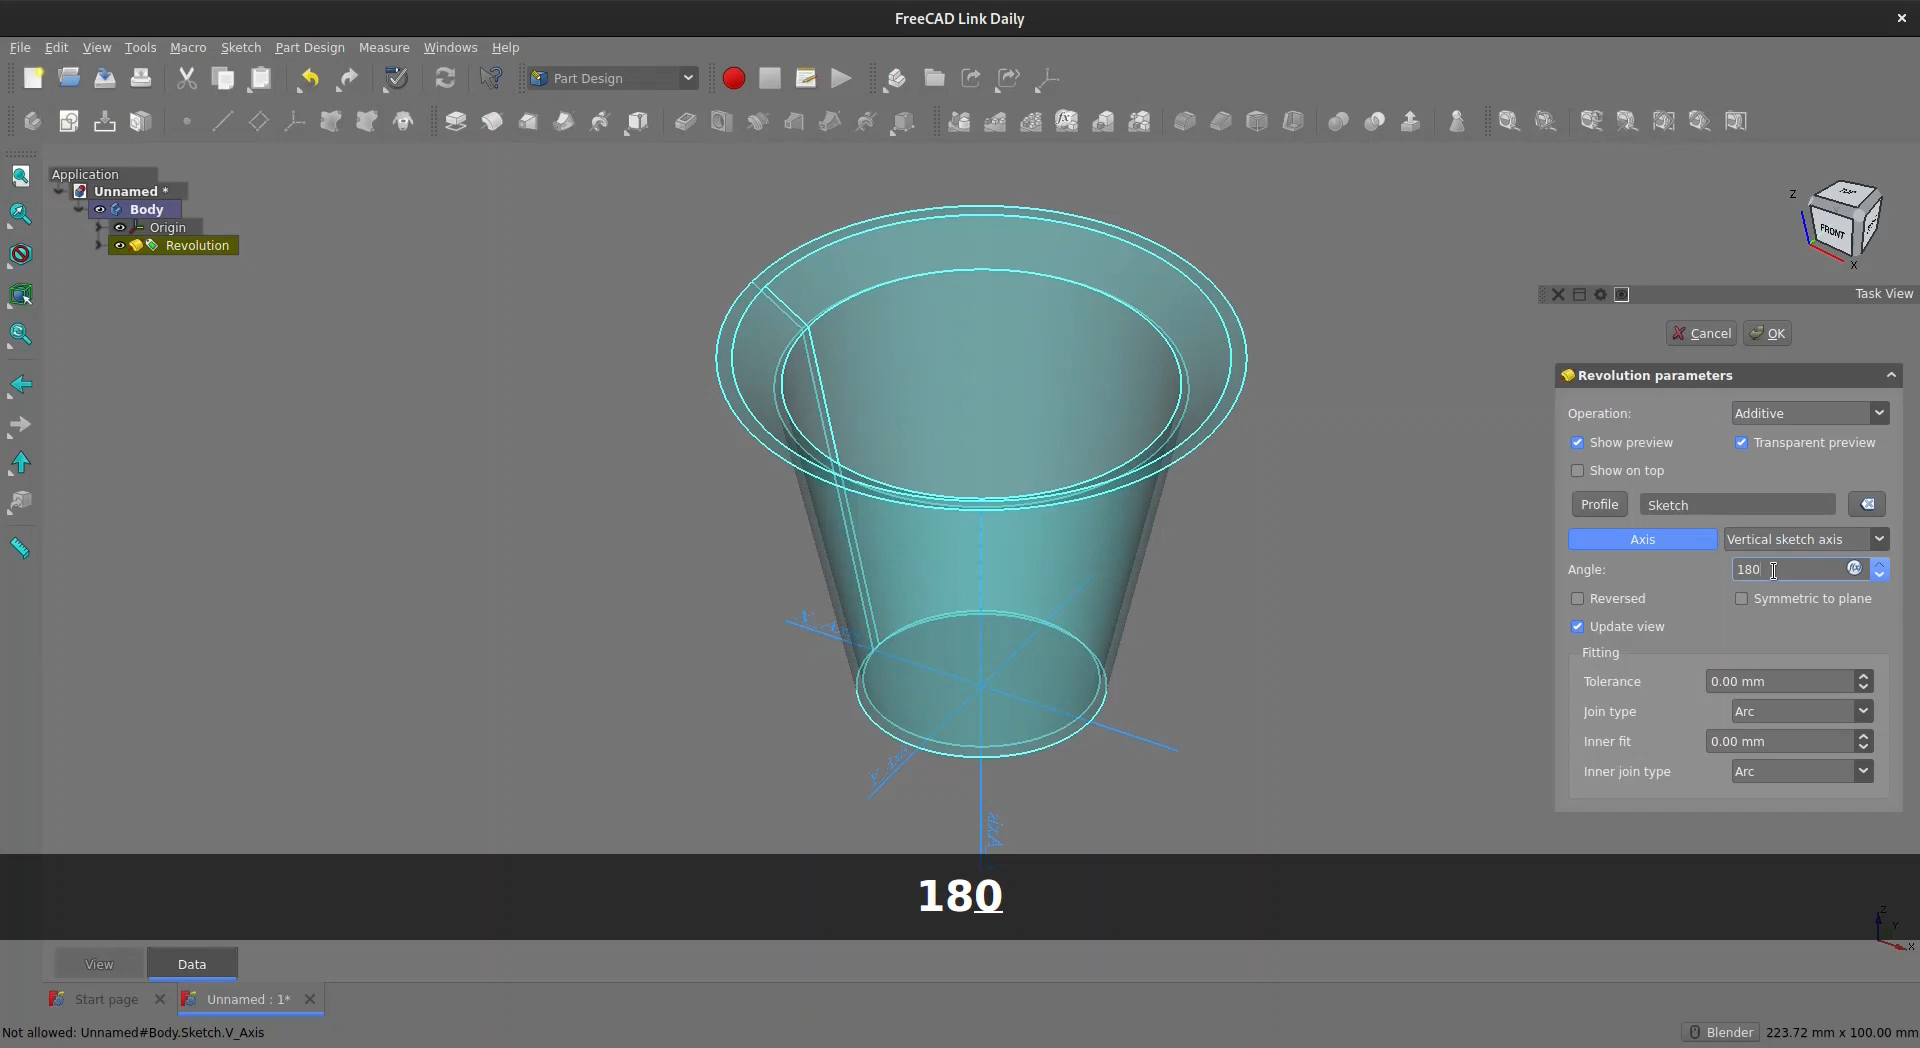 FreeCAD Link Daily
File Edit View Tools Macro Sketch Part Design Measure Windows Help
Part Design
Application
Unnamed *
Body
Origin
Revolution
Z
TOP
FRONT
X
Task View
Cancel OK
Revolution parameters
Operation: Additive
Show preview Transparent preview
Show on top
Profile Sketch
Axis Vertical sketch axis
Angle: 180
Reversed Symmetric to plane
Update view
Fitting
Tolerance 0.00 mm
Join type Arc
Inner fit 0.00 mm
Inner join type Arc
180
Z
Y
X
View Data
Start page Unnamed : 1*
Not allowed: Unnamed#Body.Sketch.V_Axis
Blender 223.72 mm x 100.00 mm